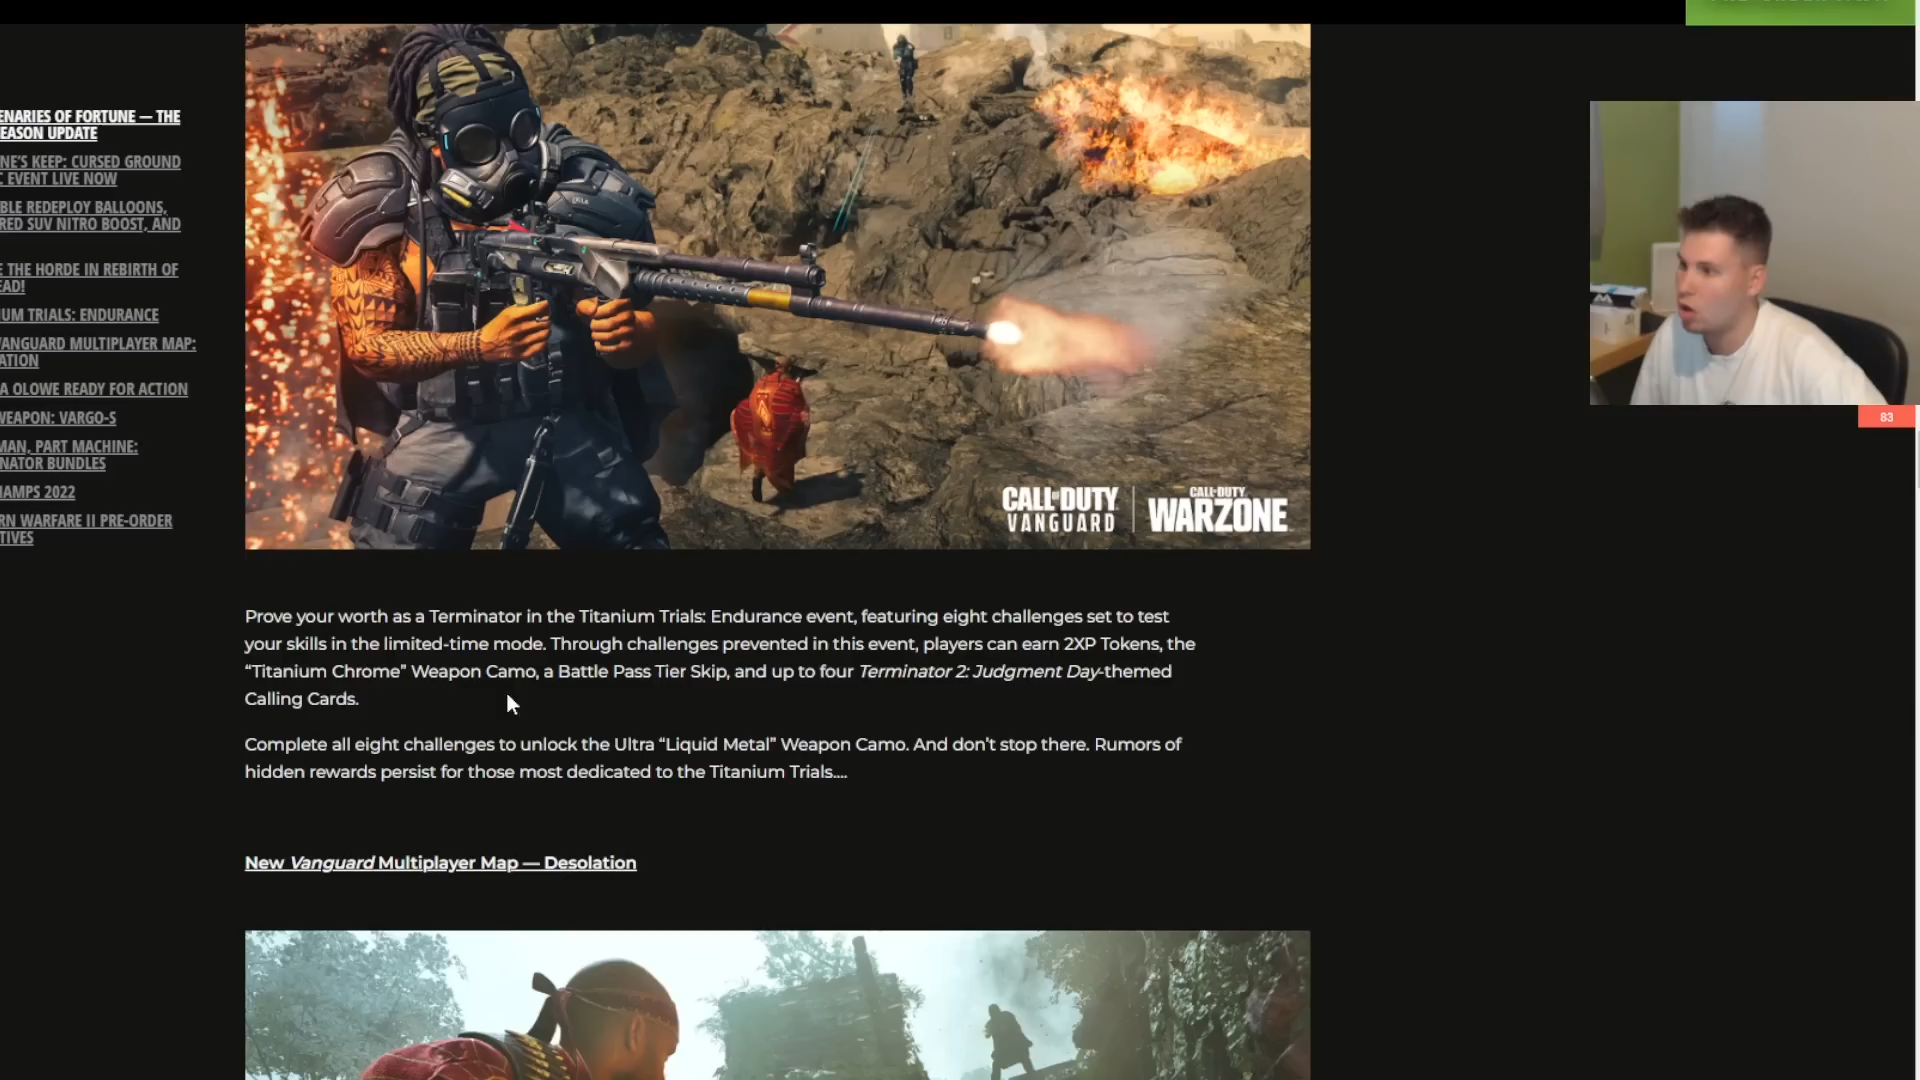 ENARIES OF FORTUNE — THE
EASON UPDATE
NE'S KEEP: CURSED GROUND
C EVENT LIVE NOW
BLE REDEPLOY BALLOONS,
RED SUV NITRO BOOST, AND
E THE HORDE IN REBIRTH OF
EAD!
IUM TRIALS: ENDURANCE
VANGUARD MULTIPLAYER MAP:
ATION
A OLOWE READY FOR ACTION
WEAPON: VARGO-S
MAN, PART MACHINE:
NATOR BUNDLES
HAMPS 2022
RN WARFARE II PRE-ORDER
TIVES
CALL OF DUTY
VANGUARD
CALL OF DUTY
WARZONE
83
Prove your worth as a Terminator in the Titanium Trials: Endurance event, featuring eight challenges set to test
your skills in the limited-time mode. Through challenges prevented in this event, players can earn 2XP Tokens, the
“Titanium Chrome” Weapon Camo, a Battle Pass Tier Skip, and up to four Terminator 2: Judgment Day-themed
Calling Cards.
Complete all eight challenges to unlock the Ultra “Liquid Metal” Weapon Camo. And don’t stop there. Rumors of
hidden rewards persist for those most dedicated to the Titanium Trials....
New Vanguard Multiplayer Map — Desolation